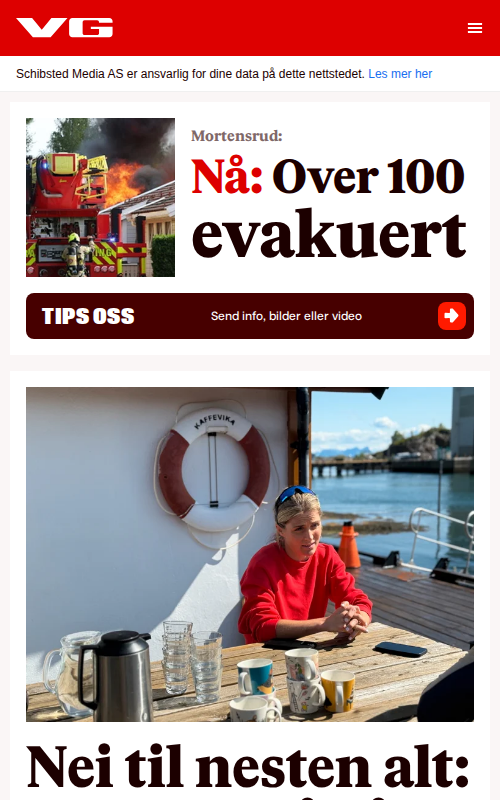 VG
Schibsted Media AS er ansvarlig for dine data på dette nettstedet. Les mer her
Mortensrud:
Nå: Over 100
evakuert
TIPS OSS
Send info, bilder eller video
KAFFEVIKA
Nei til nesten alt: